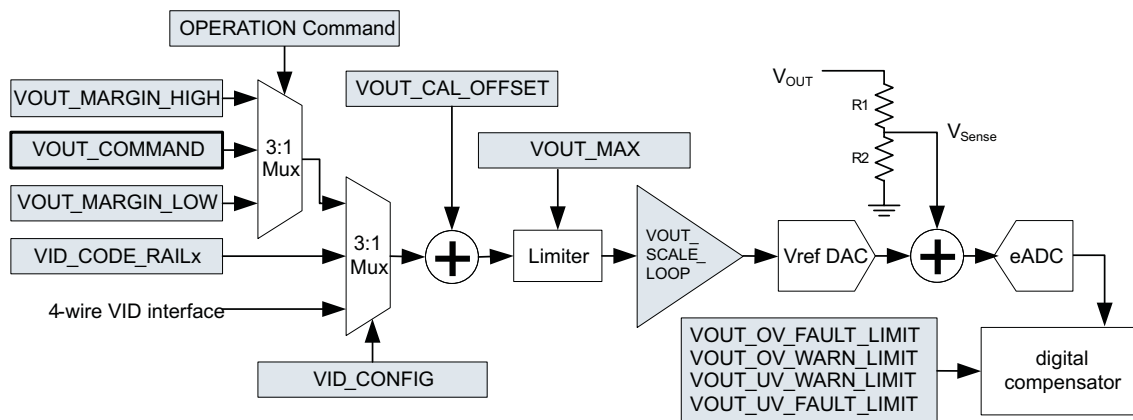 OPERATION Command
VOUT_MARGIN_HIGH
VOUT_COMMAND
VOUT_MARGIN_LOW
3:1
Mux
VID_CODE_RAILx
4-wire VID interface
3:1
Mux
VID_CONFIG
VOUT_CAL_OFFSET
+
VOUT_MAX
Limiter
VOUT_
SCALE_
LOOP
Vref DAC
VOUT
R1
VSense
R2
+
eADC
VOUT_OV_FAULT_LIMIT
VOUT_OV_WARN_LIMIT
VOUT_UV_WARN_LIMIT
VOUT_UV_FAULT_LIMIT
digital
compensator